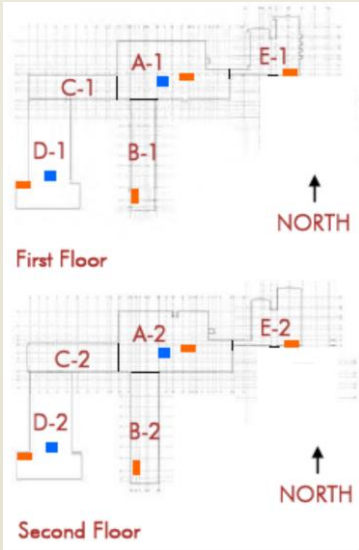 A-1
E-1
C-1
D-1
B-1
NORTH
First Floor
A-2
E-2
C-2
D-2
B-2
NORTH
Second Floor